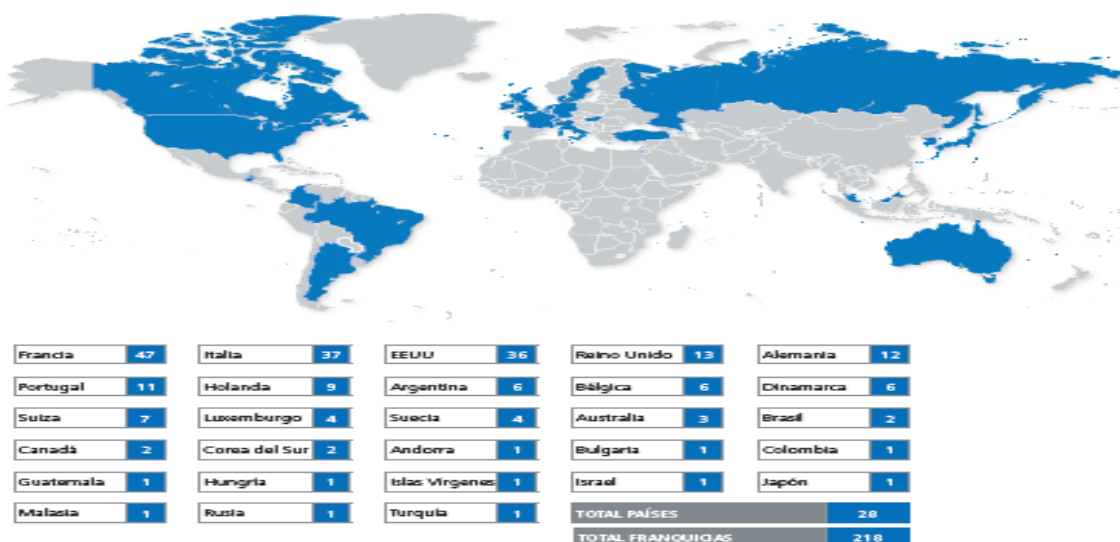 Francia 47 Italia 37 EEUU 36 Reino Unido 13 Alemania 12
Portugal 11 Holanda 9 Argentina 6 Bélgica 6 Dinamarca 6
Suiza 7 Luxemburgo 4 Suecia 4 Australia 3 Brasil 2
Canadá 2 Corea del Sur 2 Andorra 1 Bulgaria 1 Colombia 1
Guatemala 1 Hungría 1 Islas Vírgenes 1 Israel 1 Japón 1
Malasia 1 Rusia 1 Turquía 1 TOTAL PAÍSES 28
TOTAL FRANQUICIAS 218